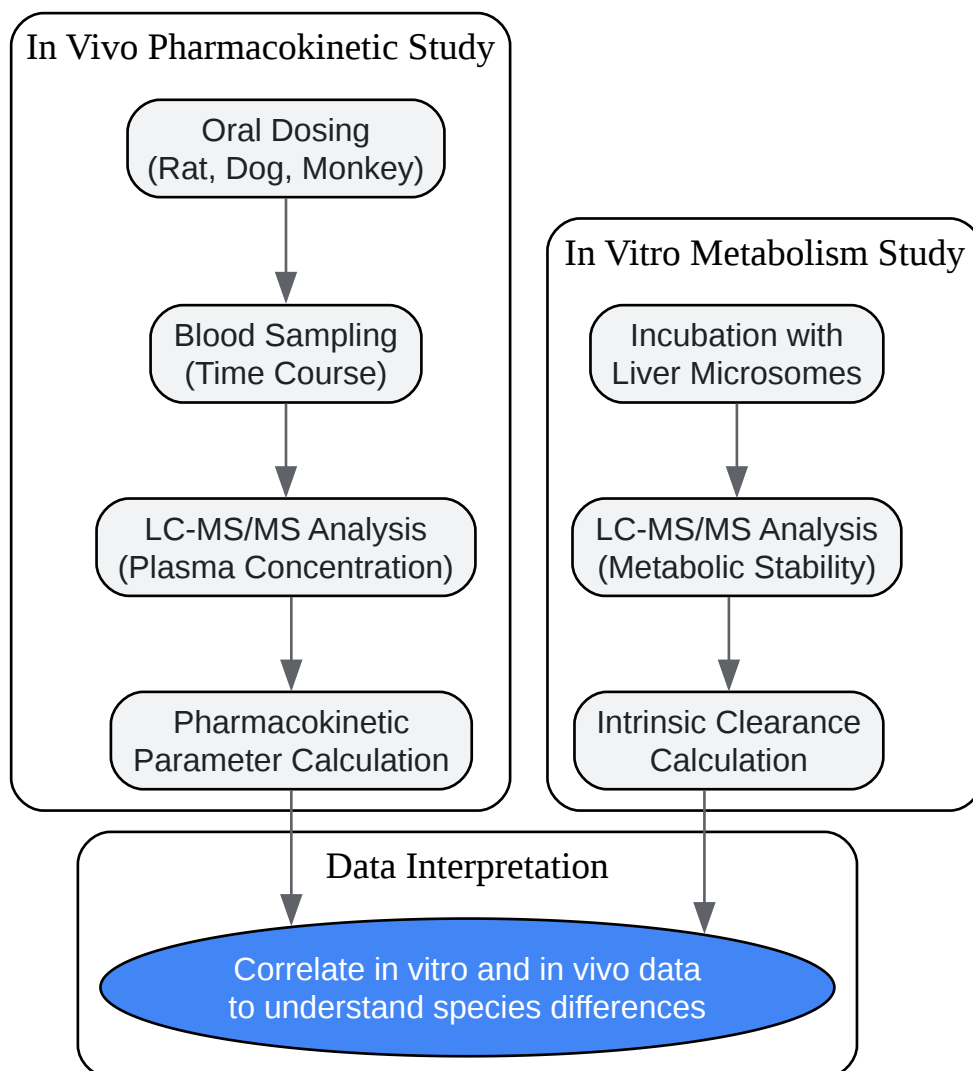 In Vivo Pharmacokinetic Study
Oral Dosing
(Rat, Dog, Monkey)
Blood Sampling
(Time Course)
LC-MS/MS Analysis
(Plasma Concentration)
Pharmacokinetic
Parameter Calculation
In Vitro Metabolism Study
Incubation with
Liver Microsomes
LC-MS/MS Analysis
(Metabolic Stability)
Intrinsic Clearance
Calculation
Data Interpretation
Correlate in vitro and in vivo data
to understand species differences